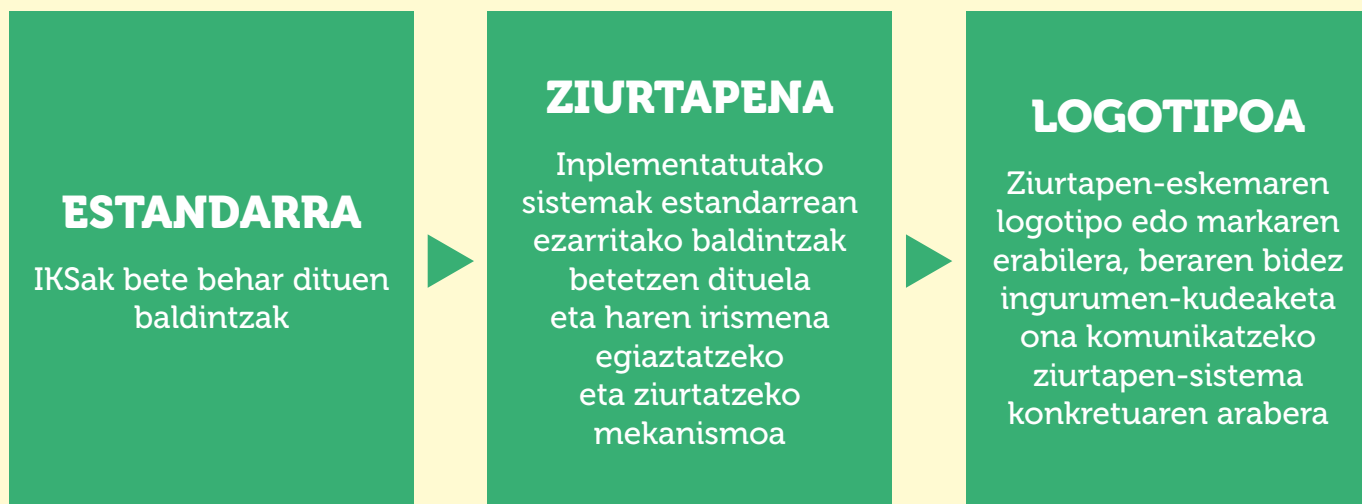 ESTANDARRA
IKSak bete behar dituen
baldintzak
ZIURTAPENA
Inplementatutako
sistemak estandarrean
ezarritako baldintzak
betetzen dituela
eta haren irismena
egiaztatzeko
eta ziurtatzeko
mekanismoa
LOGOTIPOA
Ziurtapen-eskemaren
logotipo edo markaren
erabilera, beraren bidez
ingurumen-kudeaketa
ona komunikatzeko
ziurtapen-sistema
konkretuaren arabera